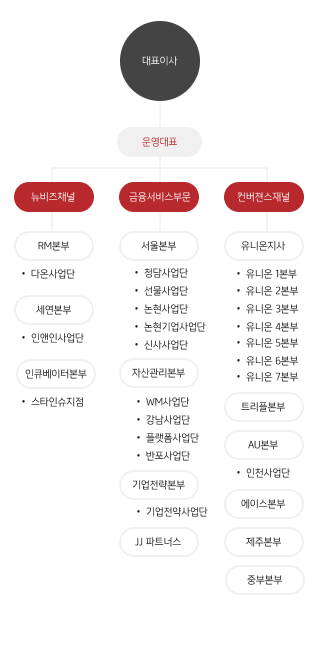 대표이사
운영대표
뉴비즈채널
RM본부
다온사업단
세연본부
인앤인사업단
인큐베이터본부
스타인슈지점
금융서비스부문
서울본부
청담사업단
선물사업단
논현사업단
논현기업사업단
신사사업단
자산관리본부
WM사업단
강남사업단
플랫폼사업단
반포사업단
기업전략본부
기업전략사업단
JJ 파트너스
컨버젼스채널
유니온지사
유니온 1본부
유니온 2본부
유니온 3본부
유니온 4본부
유니온 5본부
유니온 6본부
유니온 7본부
트리플본부
AU본부
인천사업단
에이스본부
제주본부
중부본부